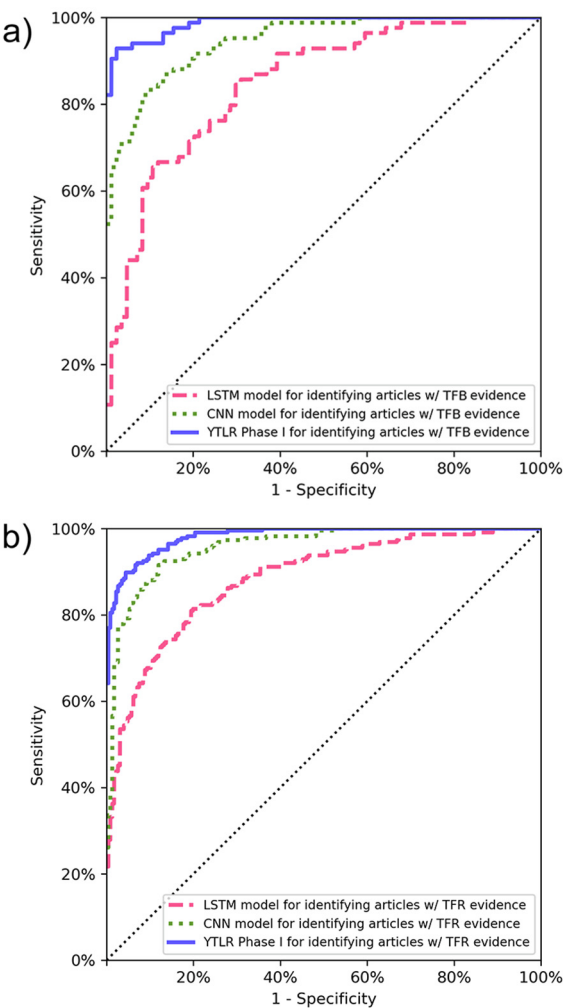 a)
100%
80%
60%
40%
20%
0%
Sensitivity
LSTM model for identifying articles w/ TFB evidence
CNN model for identifying articles w/ TFB evidence
YTLR Phase I for identifying articles w/ TFB evidence
20% 40% 60% 80% 100%
1 - Specificity
b)
100%
80%
60%
40%
20%
0%
Sensitivity
LSTM model for identifying articles w/ TFR evidence
CNN model for identifying articles w/ TFR evidence
YTLR Phase I for identifying articles w/ TFR evidence
20% 40% 60% 80% 100%
1 - Specificity